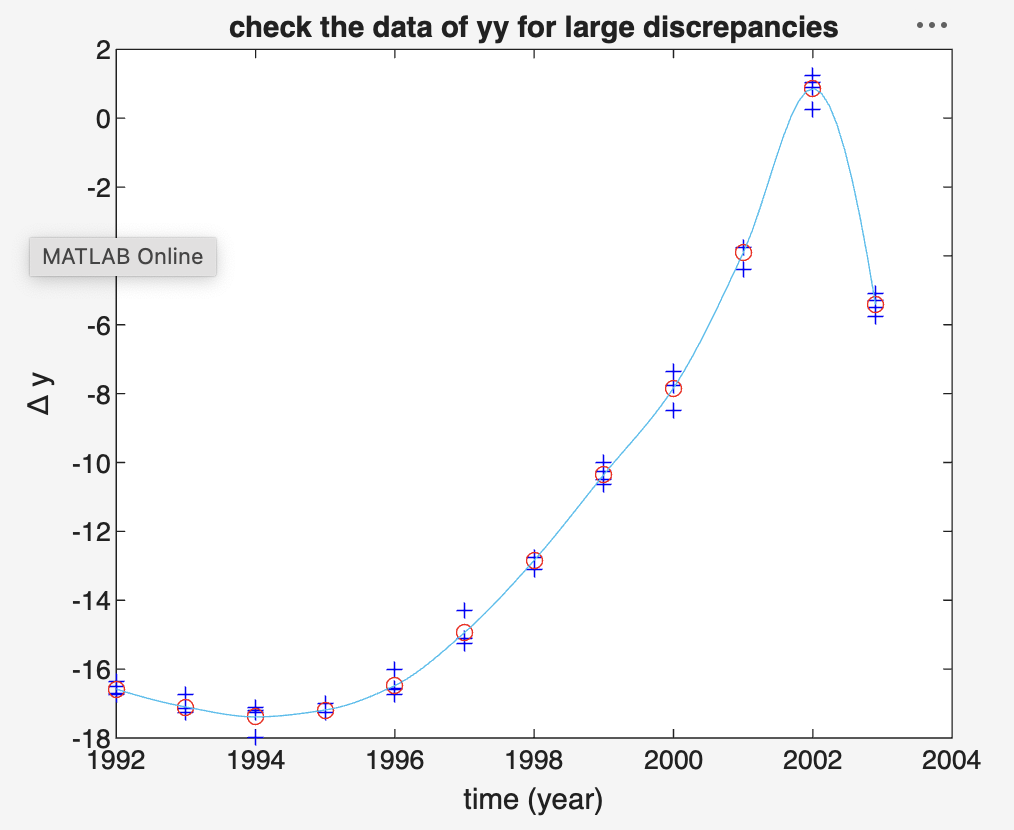 check the data of yy for large discrepancies
2
0
-2
MATLAB Online
-6
-8
-10
-12
-14
-16
-18
Δ y
1992 1994 1996 1998 2000 2002 2004
time (year)